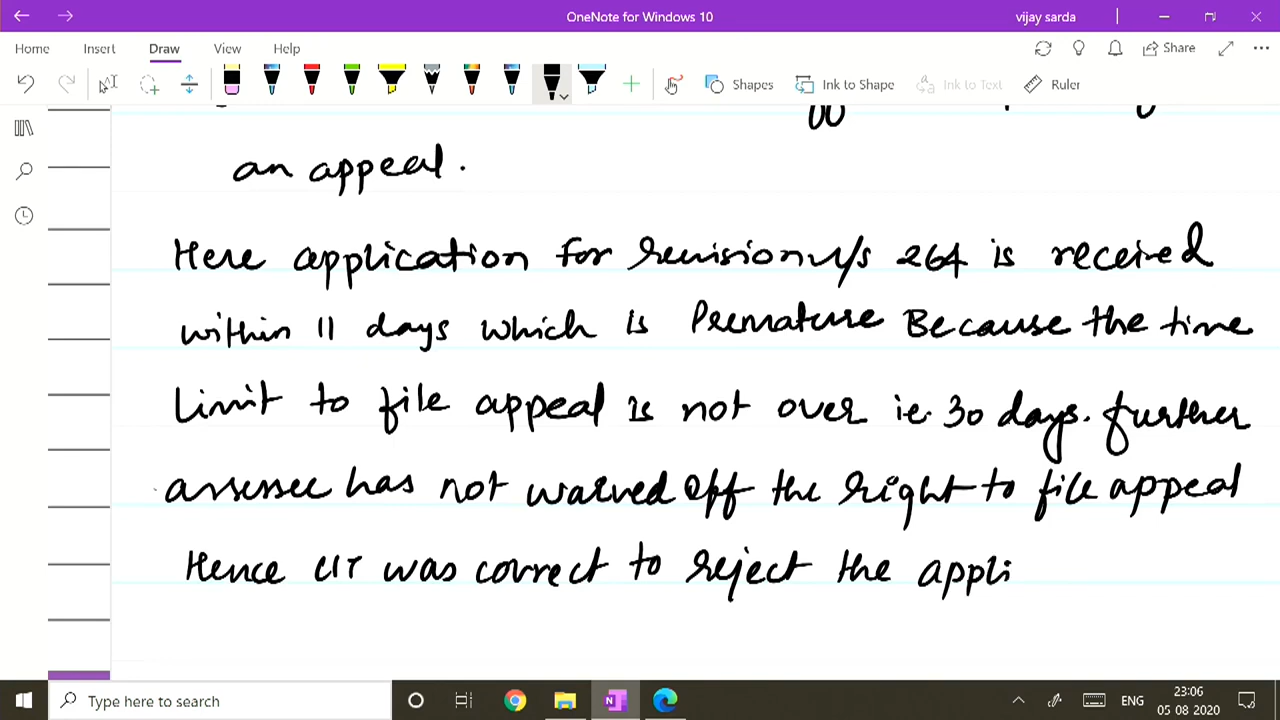 OneNote for Windows 10
vijay sarda
Home Insert Draw View Help
Share
Shapes Ink to Shape Ink to Text Ruler
an appeal.
Here application for revision u/s 264 is received
within 11 days which is Premature Because the time
Limit to file appeal is not over ie. 30 days. further
assessee has not waived off the right to file appeal
Hence CIT was correct to reject the appli
Type here to search
ENG
23:06
05-08-2020